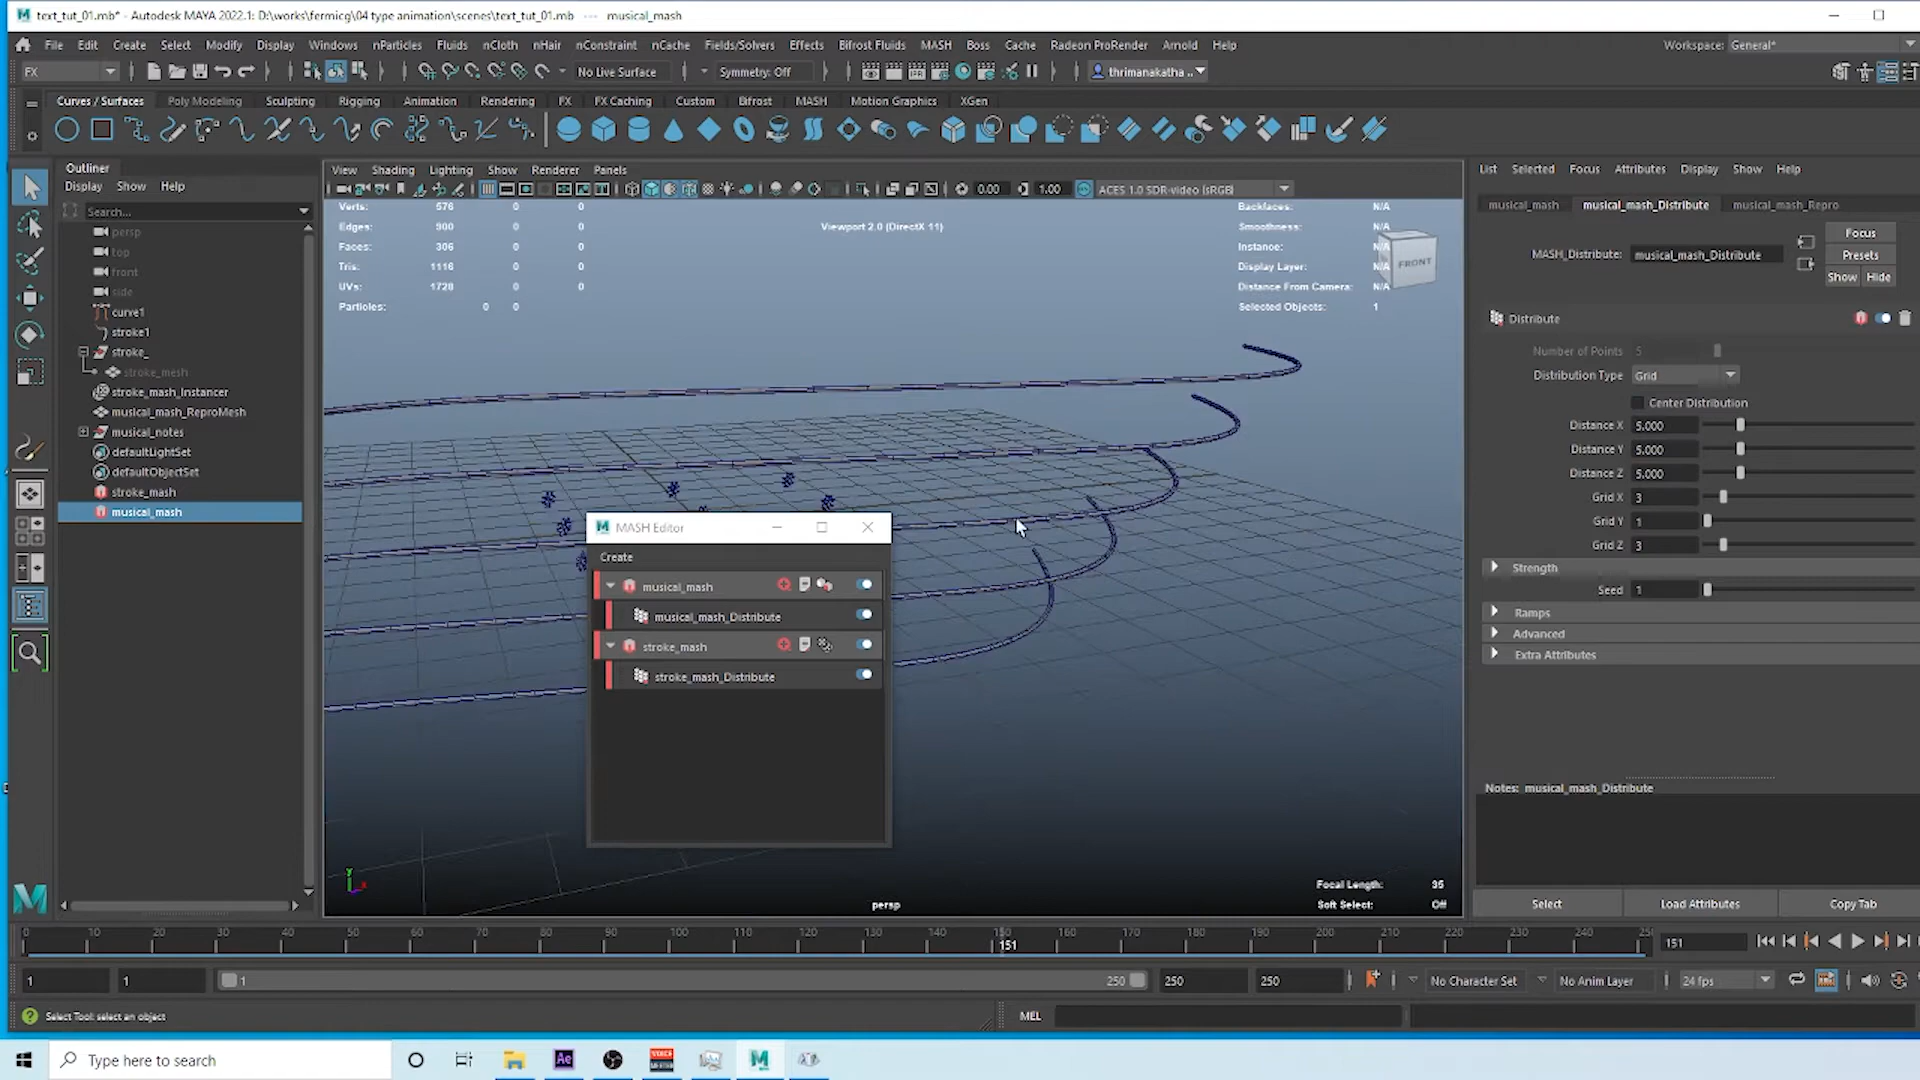 text_tut_01.mb* - Autodesk MAYA 2022.1: D:\works\fermicg\04 type animation\scenes\text_tut_01.mb --- musical_mash
File Edit Create Select Modify Display Windows nParticles Fluids nCloth nHair nConstraint nCache Fields/Solvers Effects Bifrost Fluids MASH Boss Cache Radeon ProRender Arnold Help Workspace: General*
FX No Live Surface Symmetry: Off thrimanakatha ..
Curves / Surfaces Poly Modeling Sculpting Rigging Animation Rendering FX FX Caching Custom Bifrost MASH Motion Graphics XGen
Outliner
Display Show Help
Search...
persp
top
front
side
curve1
stroke1
stroke_
stroke_mesh
stroke_mash_Instancer
musical_mash_ReproMesh
musical_notes
defaultLightSet
defaultObjectSet
stroke_mash
musical_mash
View Shading Lighting Show Renderer Panels
0.00 1.00 ACES 1.0 SDR-video (sRGB)
Verts: 576 0 0
Edges: 900 0 0
Faces: 306 0 0
Tris: 1116 0 0
UVs: 1728 0 0
Particles: 0 0
Viewport 2.0 (DirectX 11)
Backfaces: N/A
Smoothness: N/A
Instance: N/A
Display Layer: N/A
Distance From Camera: N/A
Selected Objects: 1
FRONT
MASH Editor
Create
musical_mash
musical_mash_Distribute
stroke_mash
stroke_mash_Distribute
y
x
persp
Focal Length: 35
Soft Select: Off
List Selected Focus Attributes Display Show Help
musical_mash musical_mash_Distribute musical_mash_Repro
MASH_Distribute: musical_mash_Distribute
Focus
Presets
Show Hide
Distribute
Number of Points 5
Distribution Type Grid
Center Distribution
Distance X 5.000
Distance Y 5.000
Distance Z 5.000
Grid X 3
Grid Y 1
Grid Z 3
Strength
Seed 1
Ramps
Advanced
Extra Attributes
Notes: musical_mash_Distribute
Select Load Attributes Copy Tab
0 10 20 30 40 50 60 70 80 90 100 110 120 130 140 150 160 170 180 190 200 210 220 230 240 25
151
151
1 1 1 250 250 250 No Character Set No Anim Layer 24 fps
Select Tool: select an object
MEL
Type here to search
Ae